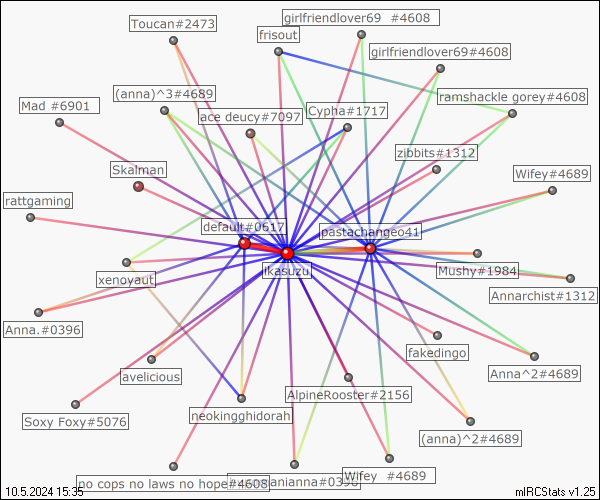 girlfriendlover69 #4608
Toucan#2473
frisout
girlfriendlover69#4608
(anna)^3#4689
ramshackle gorey#4608
Mad #6901
ace deucy#7097
Cypha#1717
zibbits#1312
Skalman
Wifey#4689
rattgaming
default#0617
pastachangeo41
ikasuzu
Mushy#1984
xenoyaut
Annarchist#1312
Anna.#0396
fakedingo
avelicious
Anna^2#4689
AlpineRooster#2156
Soxy Foxy#5076
neokingghidorah
(anna)^2#4689
no cops no laws no hope#4608
anianna#0396
Wifey #4689
10.5.2024 15:35
mIRCStats v1.25